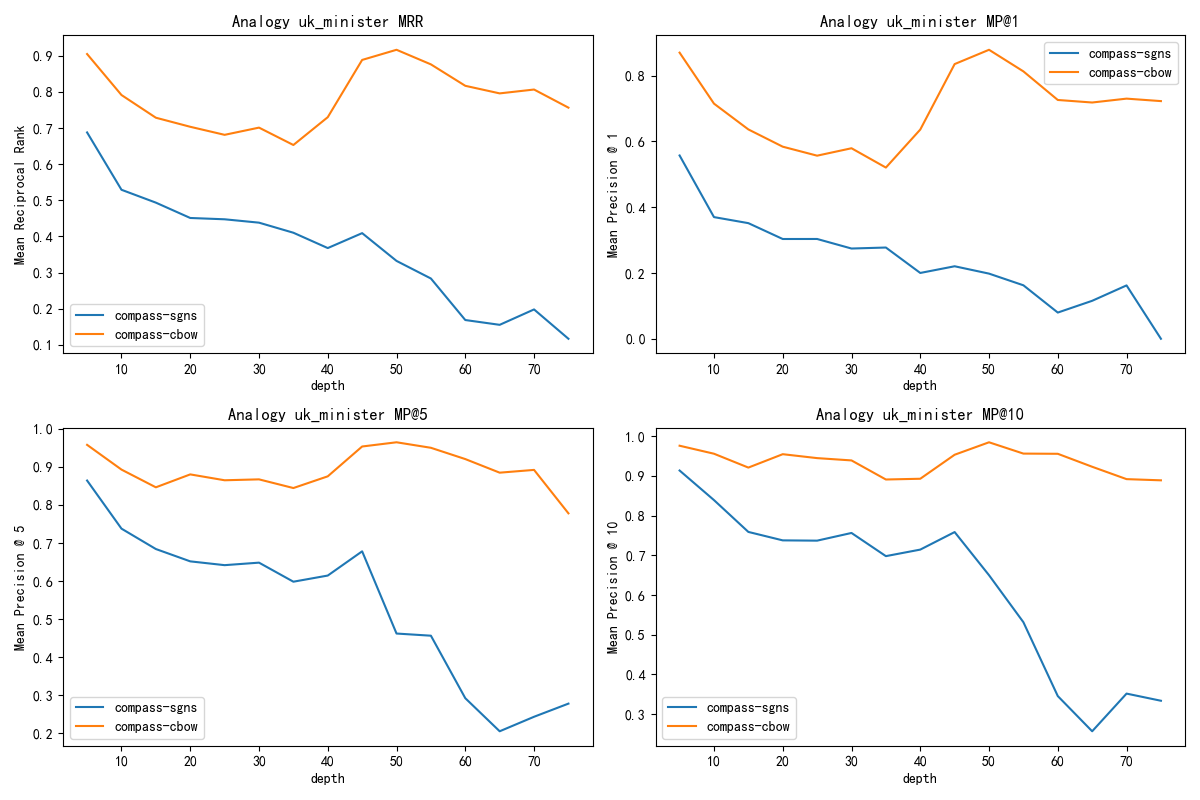 Analogy uk_minister MRR
Mean Reciprocal Rank
0.9
0.8
0.7
0.6
0.5
0.4
0.3
0.2
0.1
compass-sgns
compass-cbow
10 20 30 40 50 60 70
depth
Analogy uk_minister MP@1
Mean Precision @ 1
0.8
0.6
0.4
0.2
0.0
compass-sgns
compass-cbow
10 20 30 40 50 60 70
depth
Analogy uk_minister MP@5
Mean Precision @ 5
1.0
0.9
0.8
0.7
0.6
0.5
0.4
0.3
0.2
compass-sgns
compass-cbow
10 20 30 40 50 60 70
depth
Analogy uk_minister MP@10
Mean Precision @ 10
1.0
0.9
0.8
0.7
0.6
0.5
0.4
0.3
compass-sgns
compass-cbow
10 20 30 40 50 60 70
depth